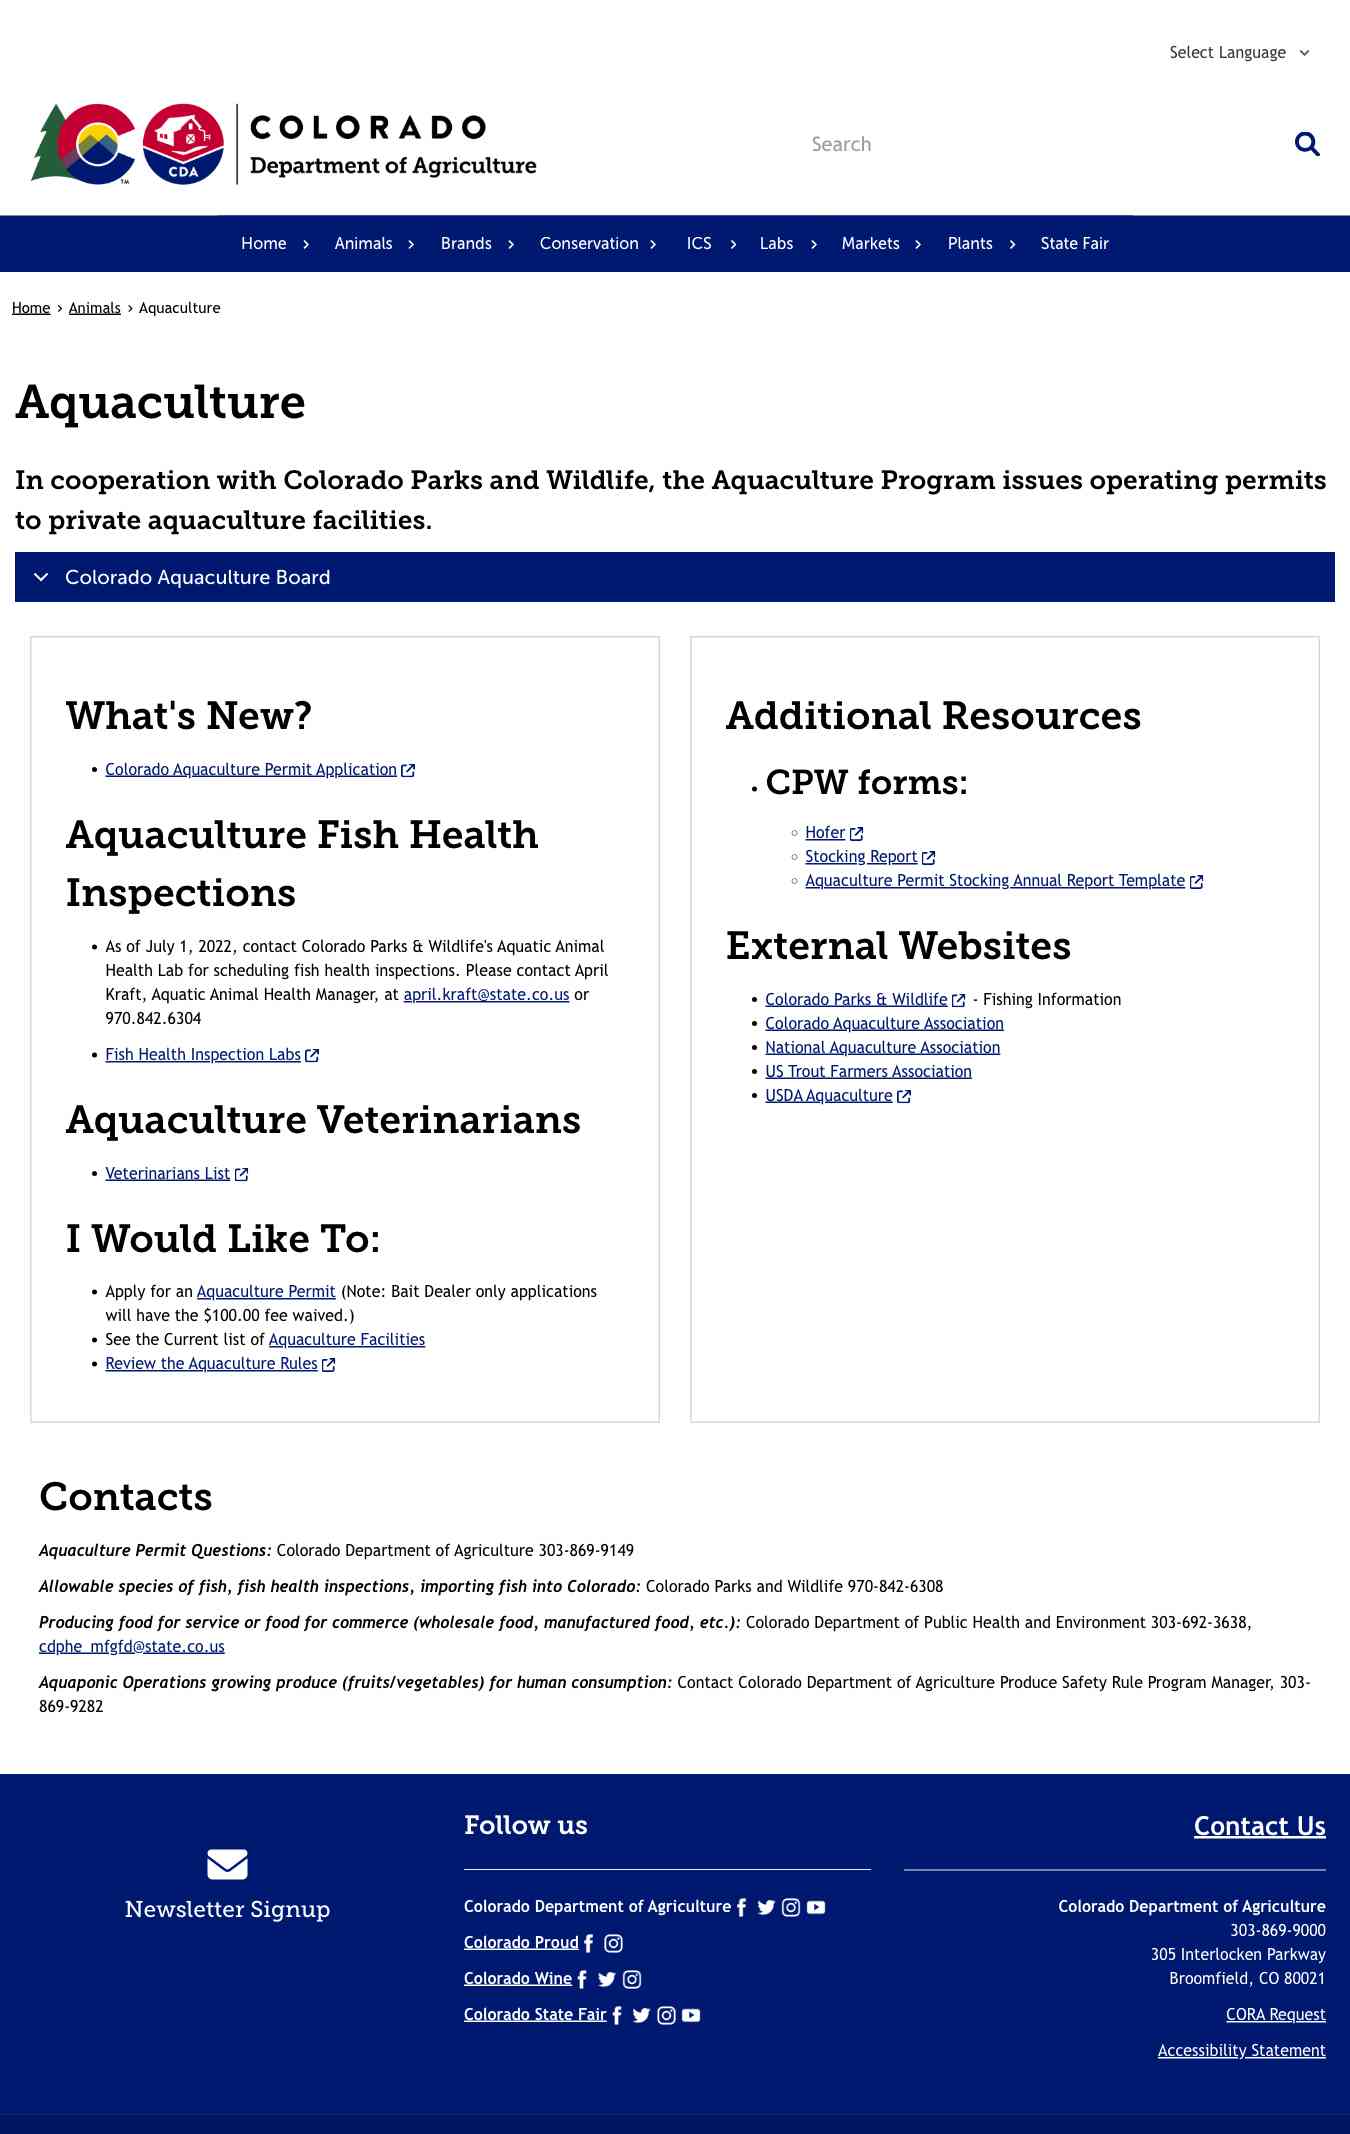 Select Language
COLORADO
Department of Agriculture
CDA
TM
Search
Home
Animals
Brands
Conservation
ICS
Labs
Markets
Plants
State Fair
Home › Animals › Aquaculture
Aquaculture
In cooperation with Colorado Parks and Wildlife, the Aquaculture Program issues operating permits
to private aquaculture facilities.
Colorado Aquaculture Board
What's New?
• Colorado Aquaculture Permit Application
Aquaculture Fish Health
Inspections
• As of July 1, 2022, contact Colorado Parks & Wildlife's Aquatic Animal
Health Lab for scheduling fish health inspections. Please contact April
Kraft, Aquatic Animal Health Manager, at april.kraft@state.co.us or
970.842.6304
• Fish Health Inspection Labs
Aquaculture Veterinarians
• Veterinarians List
I Would Like To:
• Apply for an Aquaculture Permit (Note: Bait Dealer only applications
will have the $100.00 fee waived.)
• See the Current list of Aquaculture Facilities
• Review the Aquaculture Rules
Additional Resources
• CPW forms:
◦ Hofer
◦ Stocking Report
◦ Aquaculture Permit Stocking Annual Report Template
External Websites
• Colorado Parks & Wildlife - Fishing Information
• Colorado Aquaculture Association
• National Aquaculture Association
• US Trout Farmers Association
• USDA Aquaculture
Contacts
Aquaculture Permit Questions: Colorado Department of Agriculture 303-869-9149
Allowable species of fish, fish health inspections, importing fish into Colorado: Colorado Parks and Wildlife 970-842-6308
Producing food for service or food for commerce (wholesale food, manufactured food, etc.): Colorado Department of Public Health and Environment 303-692-3638,
cdphe_mfgfd@state.co.us
Aquaponic Operations growing produce (fruits/vegetables) for human consumption: Contact Colorado Department of Agriculture Produce Safety Rule Program Manager, 303-
869-9282
Newsletter Signup
Follow us
Colorado Department of Agriculture
Colorado Proud
Colorado Wine
Colorado State Fair
Contact Us
Colorado Department of Agriculture
303-869-9000
305 Interlocken Parkway
Broomfield, CO 80021
CORA Request
Accessibility Statement